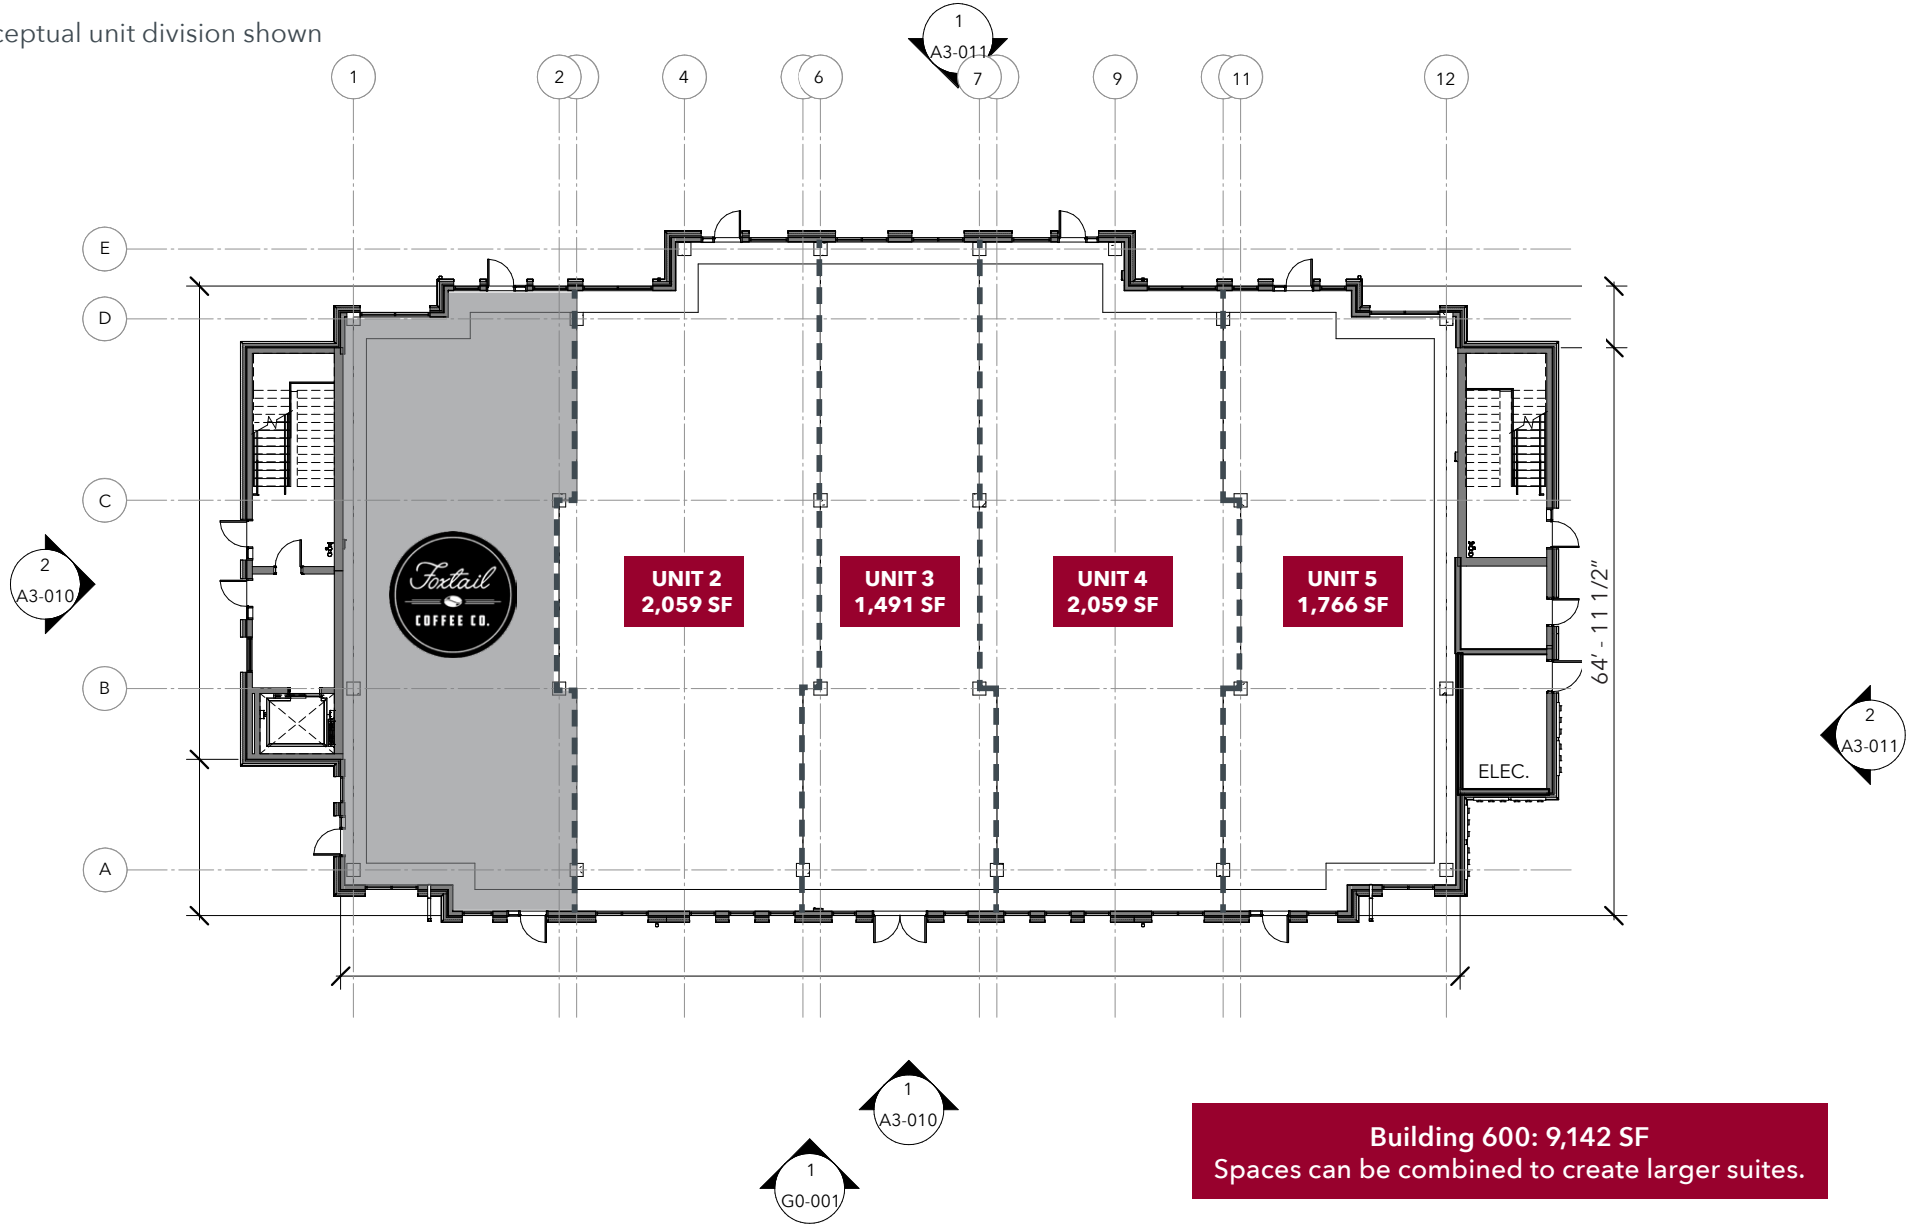 ceptual unit division shown
1
A3-011
1
2
4
6
7
9
11
12
E
D
C
B
A
2
A3-010
Foxtail
COFFEE CO.
UNIT 2
2,059 SF
UNIT 3
1,491 SF
UNIT 4
2,059 SF
UNIT 5
1,766 SF
64' - 11 1/2"
2
A3-011
ELEC.
1
A3-010
1
G0-001
Building 600: 9,142 SF
Spaces can be combined to create larger suites.